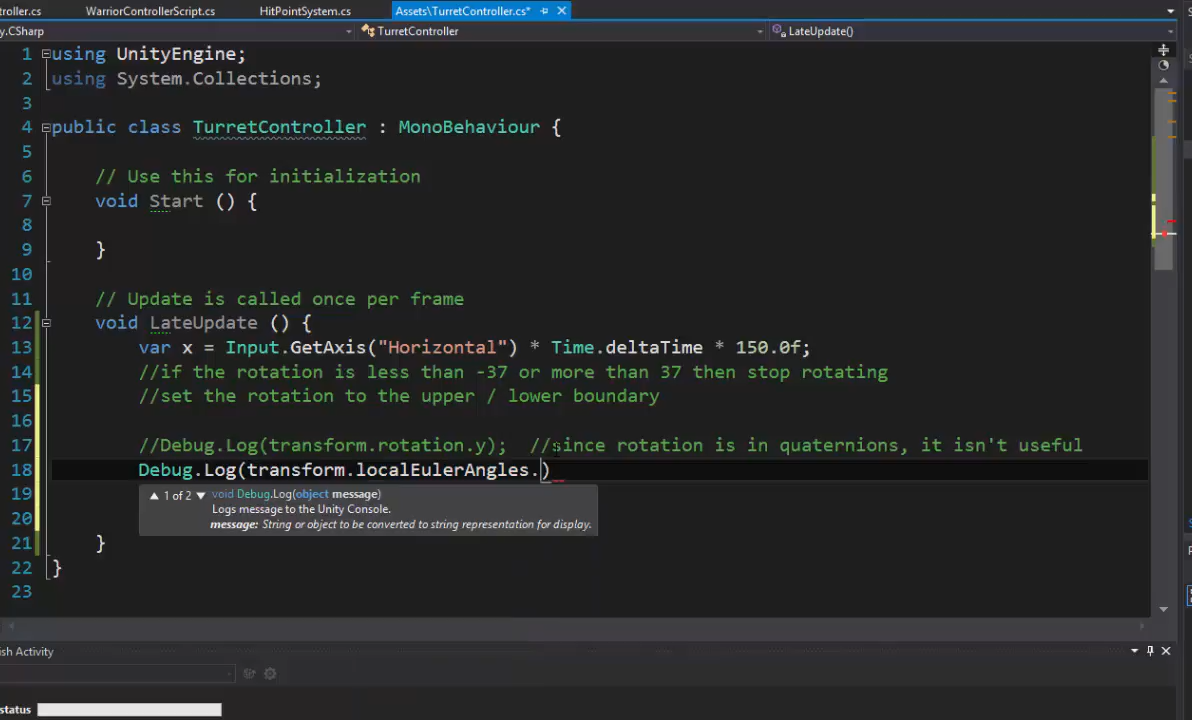 roller.cs WarriorControllerScript.cs HitPointSystem.cs Assets\TurretController.cs*
y.CSharp TurretController LateUpdate()
1 using UnityEngine;
2 using System.Collections;
3
4 public class TurretController : MonoBehaviour {
5
6 // Use this for initialization
7 void Start () {
8
9 }
10
11 // Update is called once per frame
12 void LateUpdate () {
13 var x = Input.GetAxis("Horizontal") * Time.deltaTime * 150.0f;
14 //if the rotation is less than -37 or more than 37 then stop rotating
15 //set the rotation to the upper / lower boundary
16
17 //Debug.Log(transform.rotation.y); //since rotation is in quaternions, it isn't useful
18 Debug.Log(transform.localEulerAngles.)
19 ▲ 1 of 2 ▼ void Debug.Log(object message)
Logs message to the Unity Console.
20 message: String or object to be converted to string representation for display.
21 }
22 }
23
sh Activity
status